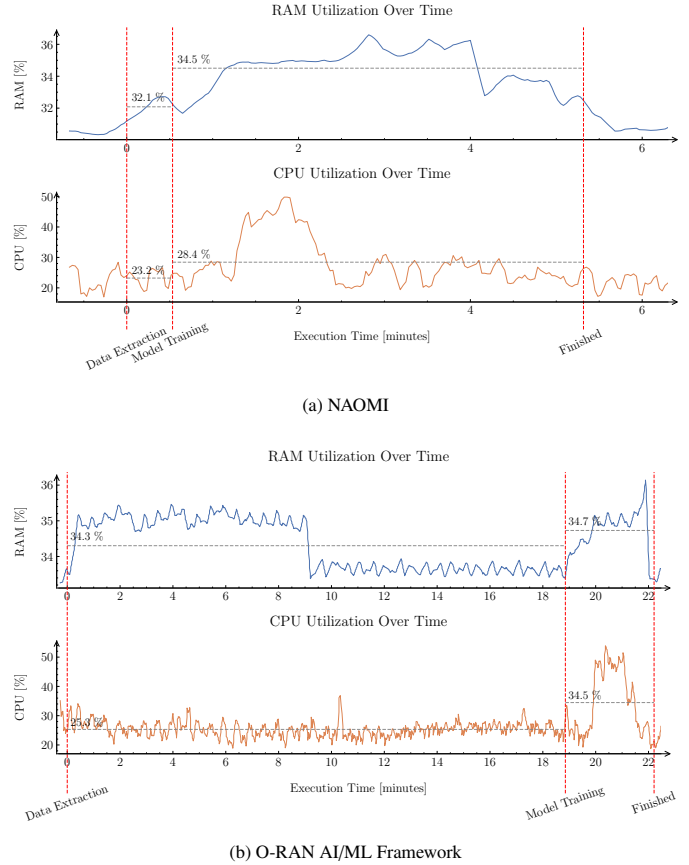 RAM Utilization Over Time
RAM [%]
36
34
32
34.5 %
32.1 %
0 2 4 6
CPU Utilization Over Time
CPU [%]
50
40
30
20
28.4 %
23.2 %
0 2 4 6
Execution Time [minutes]
Data Extraction
Model Training
Finished
(a) NAOMI
RAM Utilization Over Time
RAM [%]
36
35
34
34.3 %
34.7 %
0 2 4 6 8 10 12 14 16 18 20 22
CPU Utilization Over Time
CPU [%]
50
40
30
20
25.3 %
34.5 %
0 2 4 6 8 10 12 14 16 18 20 22
Execution Time [minutes]
Data Extraction
Model Training
Finished
(b) O-RAN AI/ML Framework